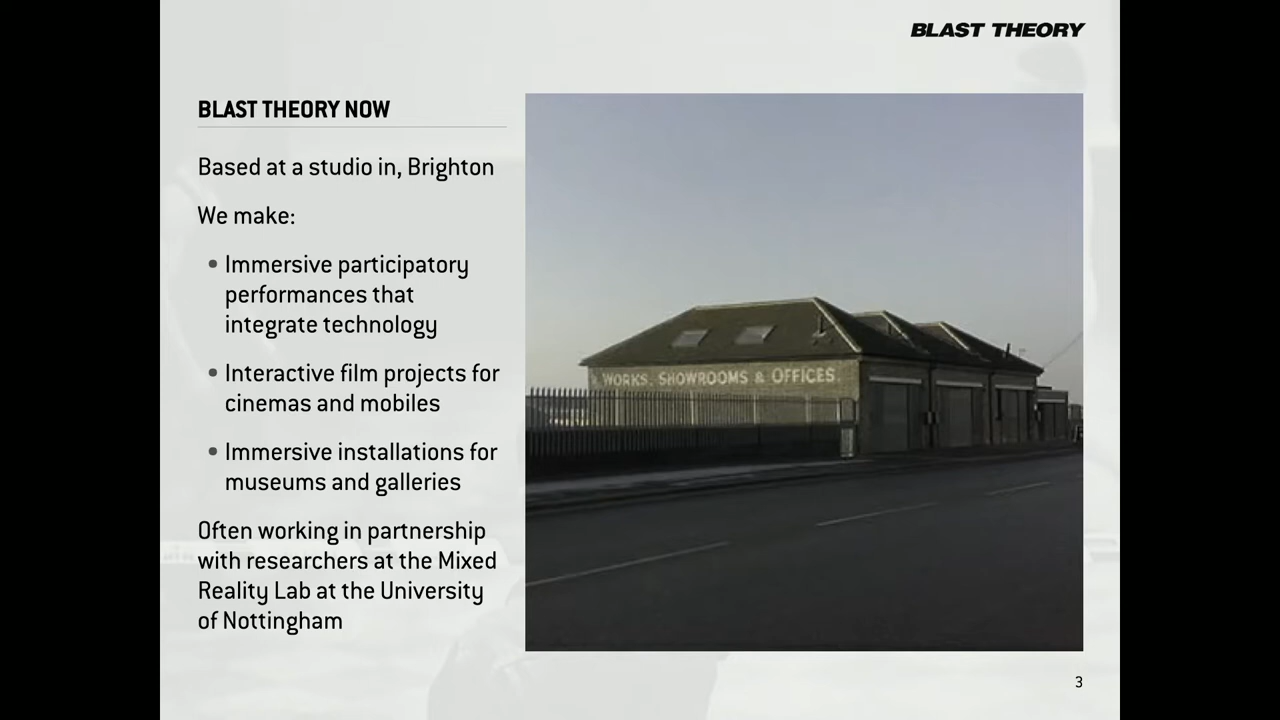 BLAST THEORY
BLAST THEORY NOW
Based at a studio in, Brighton
We make:
• Immersive participatory
performances that
integrate technology
• Interactive film projects for
cinemas and mobiles
• Immersive installations for
museums and galleries
Often working in partnership
with researchers at the Mixed
Reality Lab at the University
of Nottingham
WORKS, SHOWROOMS & OFFICES.
3